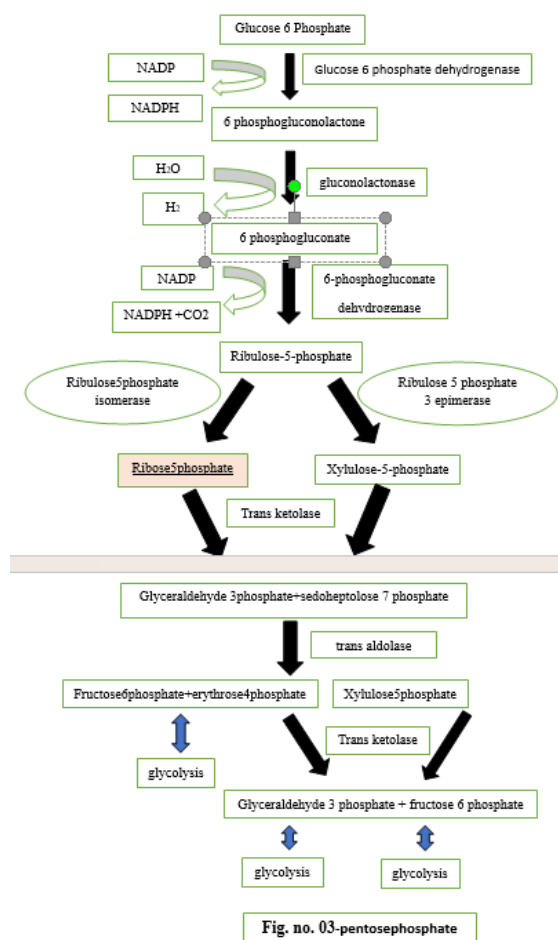 Glucose 6 Phosphate
NADP
Glucose 6 phosphate dehydrogenase
NADPH
6 phosphogluconolactone
H2O
gluconolactonase
H2
6 phosphogluconate
NADP
6-phosphogluconate
dehydrogenase
NADPH +CO2
Ribulose-5-phosphate
Ribulose5phosphate
isomerase
Ribulose 5 phosphate
3 epimerase
Ribose5phosphate
Xylulose-5-phosphate
Trans ketolase
Glyceraldehyde 3phosphate+sedoheptolose 7 phosphate
trans aldolase
Fructose6phosphate+erythrose4phosphate
Xylulose5phosphate
Trans ketolase
glycolysis
Glyceraldehyde 3 phosphate + fructose 6 phosphate
glycolysis
glycolysis
Fig. no. 03-pentosephosphate